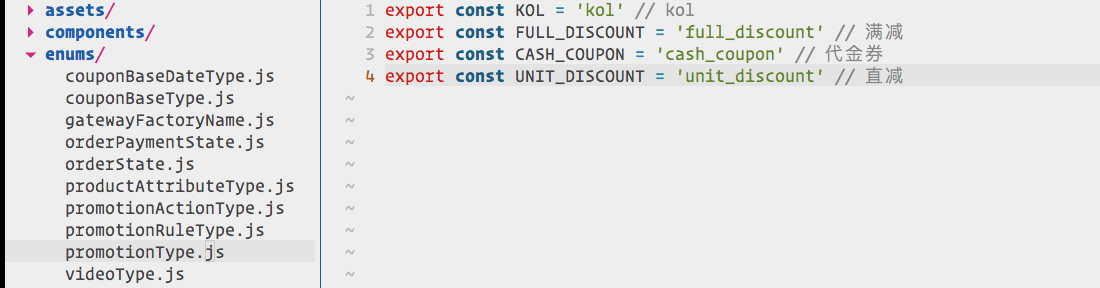 assets/
components/
enums/
couponBaseDateType.js
couponBaseType.js
gatewayFactoryName.js
orderPaymentState.js
orderState.js
productAttributeType.js
promotionActionType.js
promotionRuleType.js
promotionType.js
videoType.js
1 export const KOL = 'kol' // kol
2 export const FULL_DISCOUNT = 'full_discount' // 满减
3 export const CASH_COUPON = 'cash_coupon' // 代金券
4 export const UNIT_DISCOUNT = 'unit_discount' // 直减
~
~
~
~
~
~
~
~
~